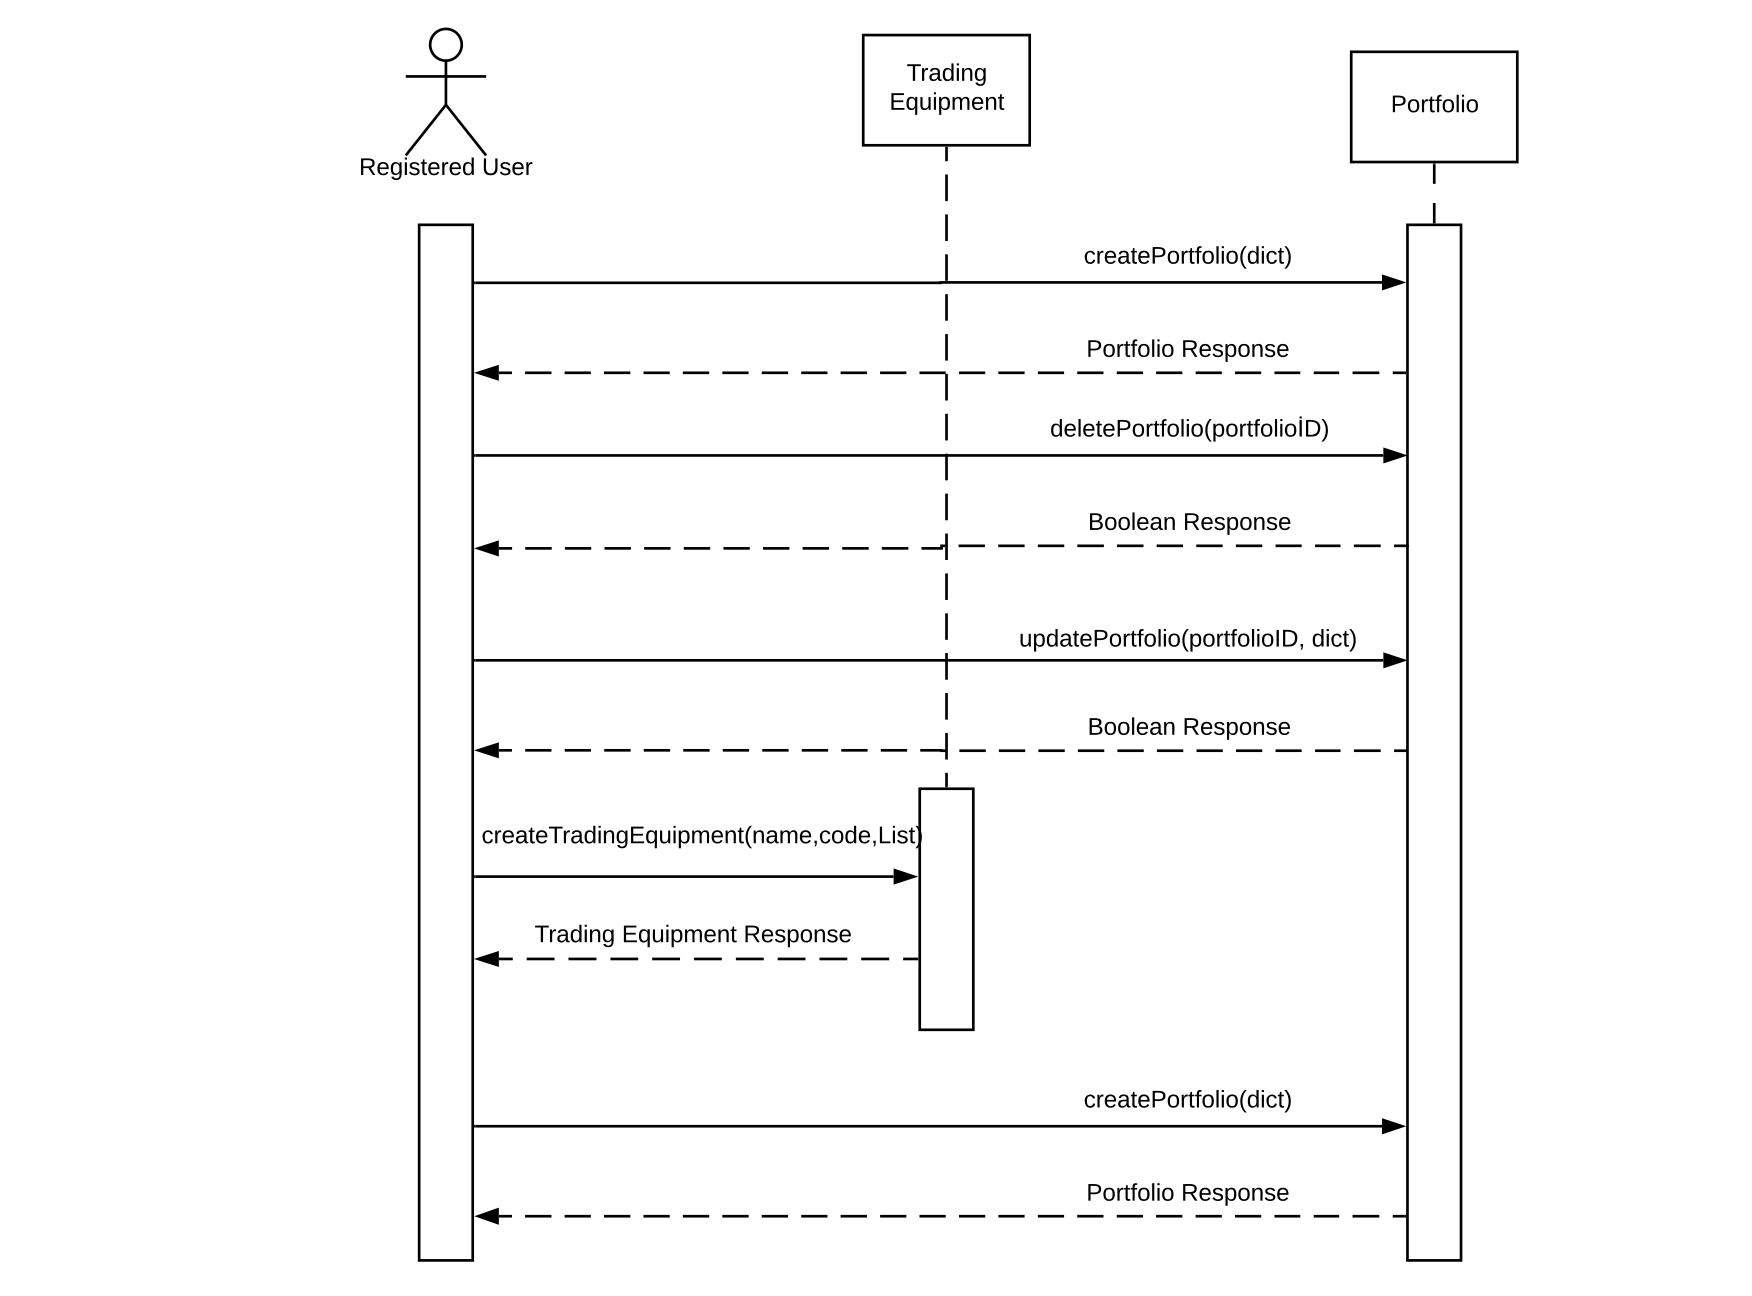 Trading
Equipment
Portfolio
Registered User
createPortfolio(dict)
Portfolio Response
deletePortfolio(portfolioİD)
Boolean Response
updatePortfolio(portfolioID, dict)
Boolean Response
createTradingEquipment(name,code,List)
Trading Equipment Response
createPortfolio(dict)
Portfolio Response